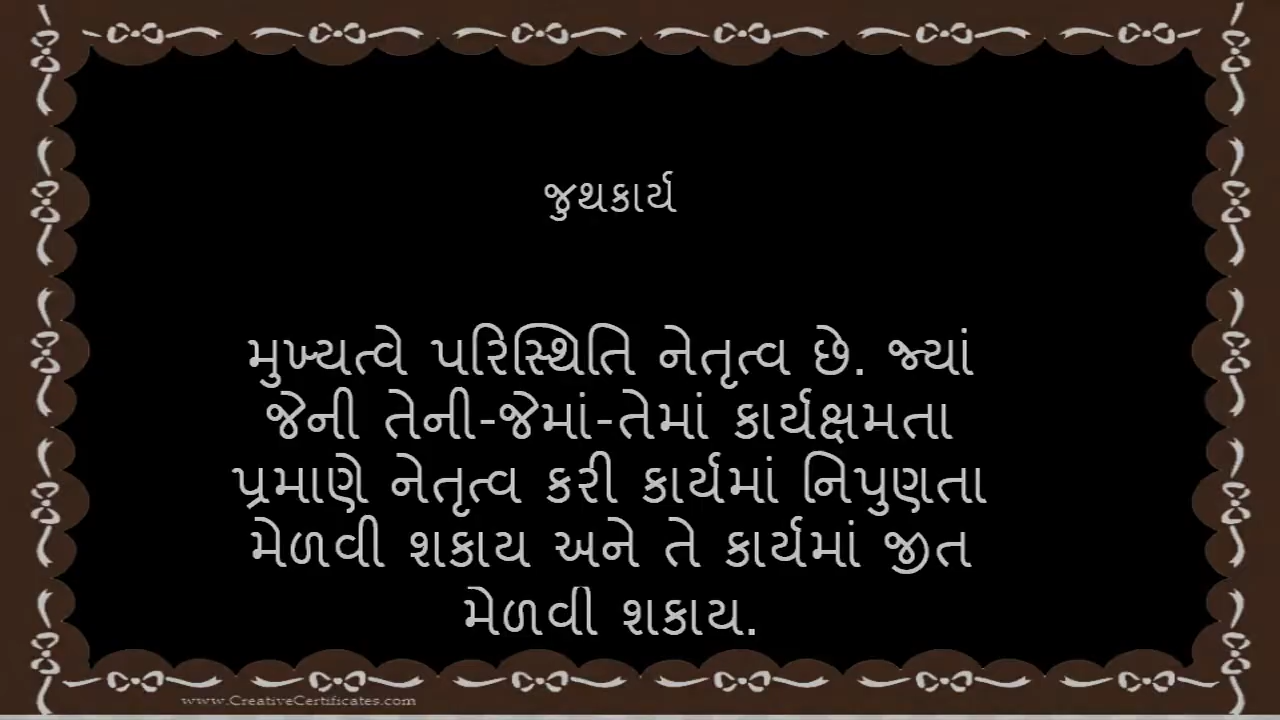 જુથકાર્ય
મુખ્યત્વે પરિસ્થિતિ નેતૃત્વ છે. જ્યાં
જેની તેની-જેમાં-તેમાં કાર્યક્ષમતા
પ્રમાણે નેતૃત્વ કરી કાર્યમાં નિપુણતા
મેળવી શકાય અને તે કાર્યમાં જીત
મેળવી શકાય.
www.CreativeCertificates.com